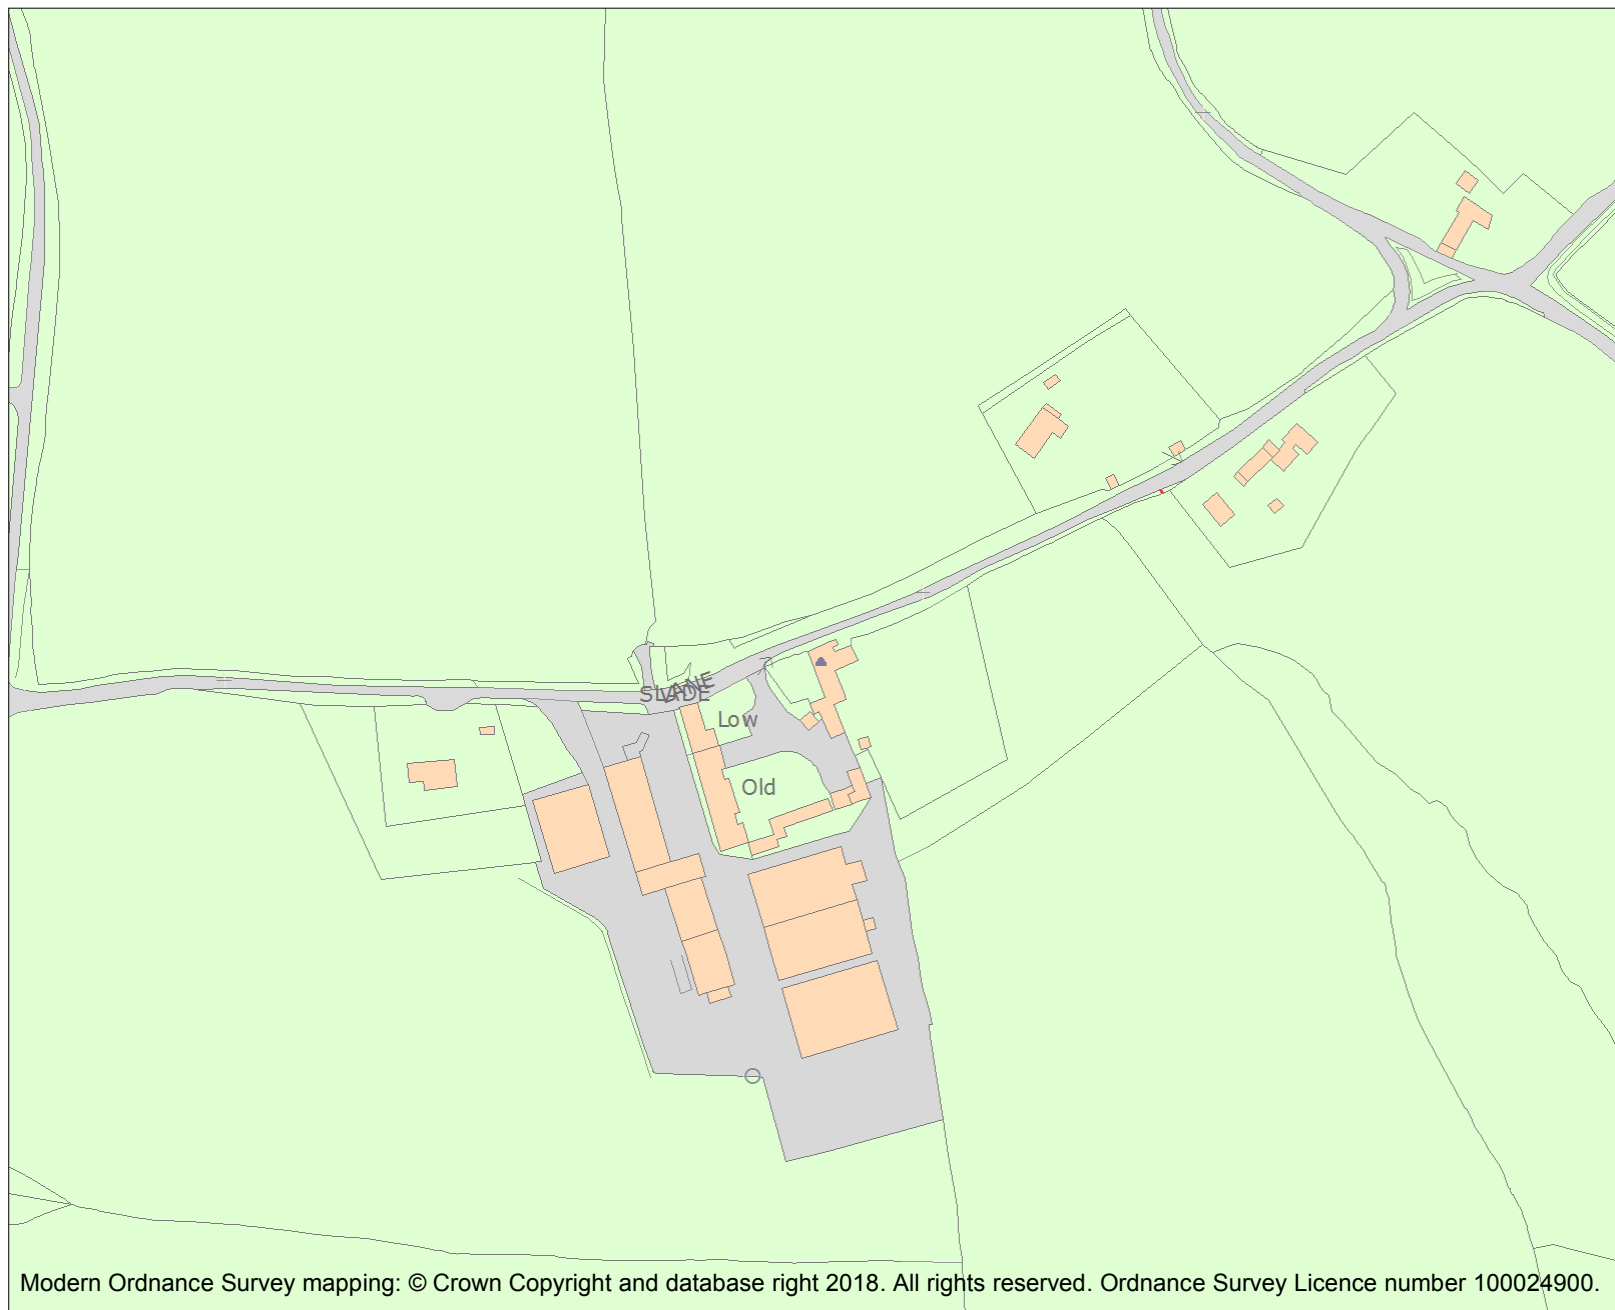 SLADE
LANE
Low
Old
Modern Ordnance Survey mapping: © Crown Copyright and database right 2018. All rights reserved. Ordnance Survey Licence number 100024900.